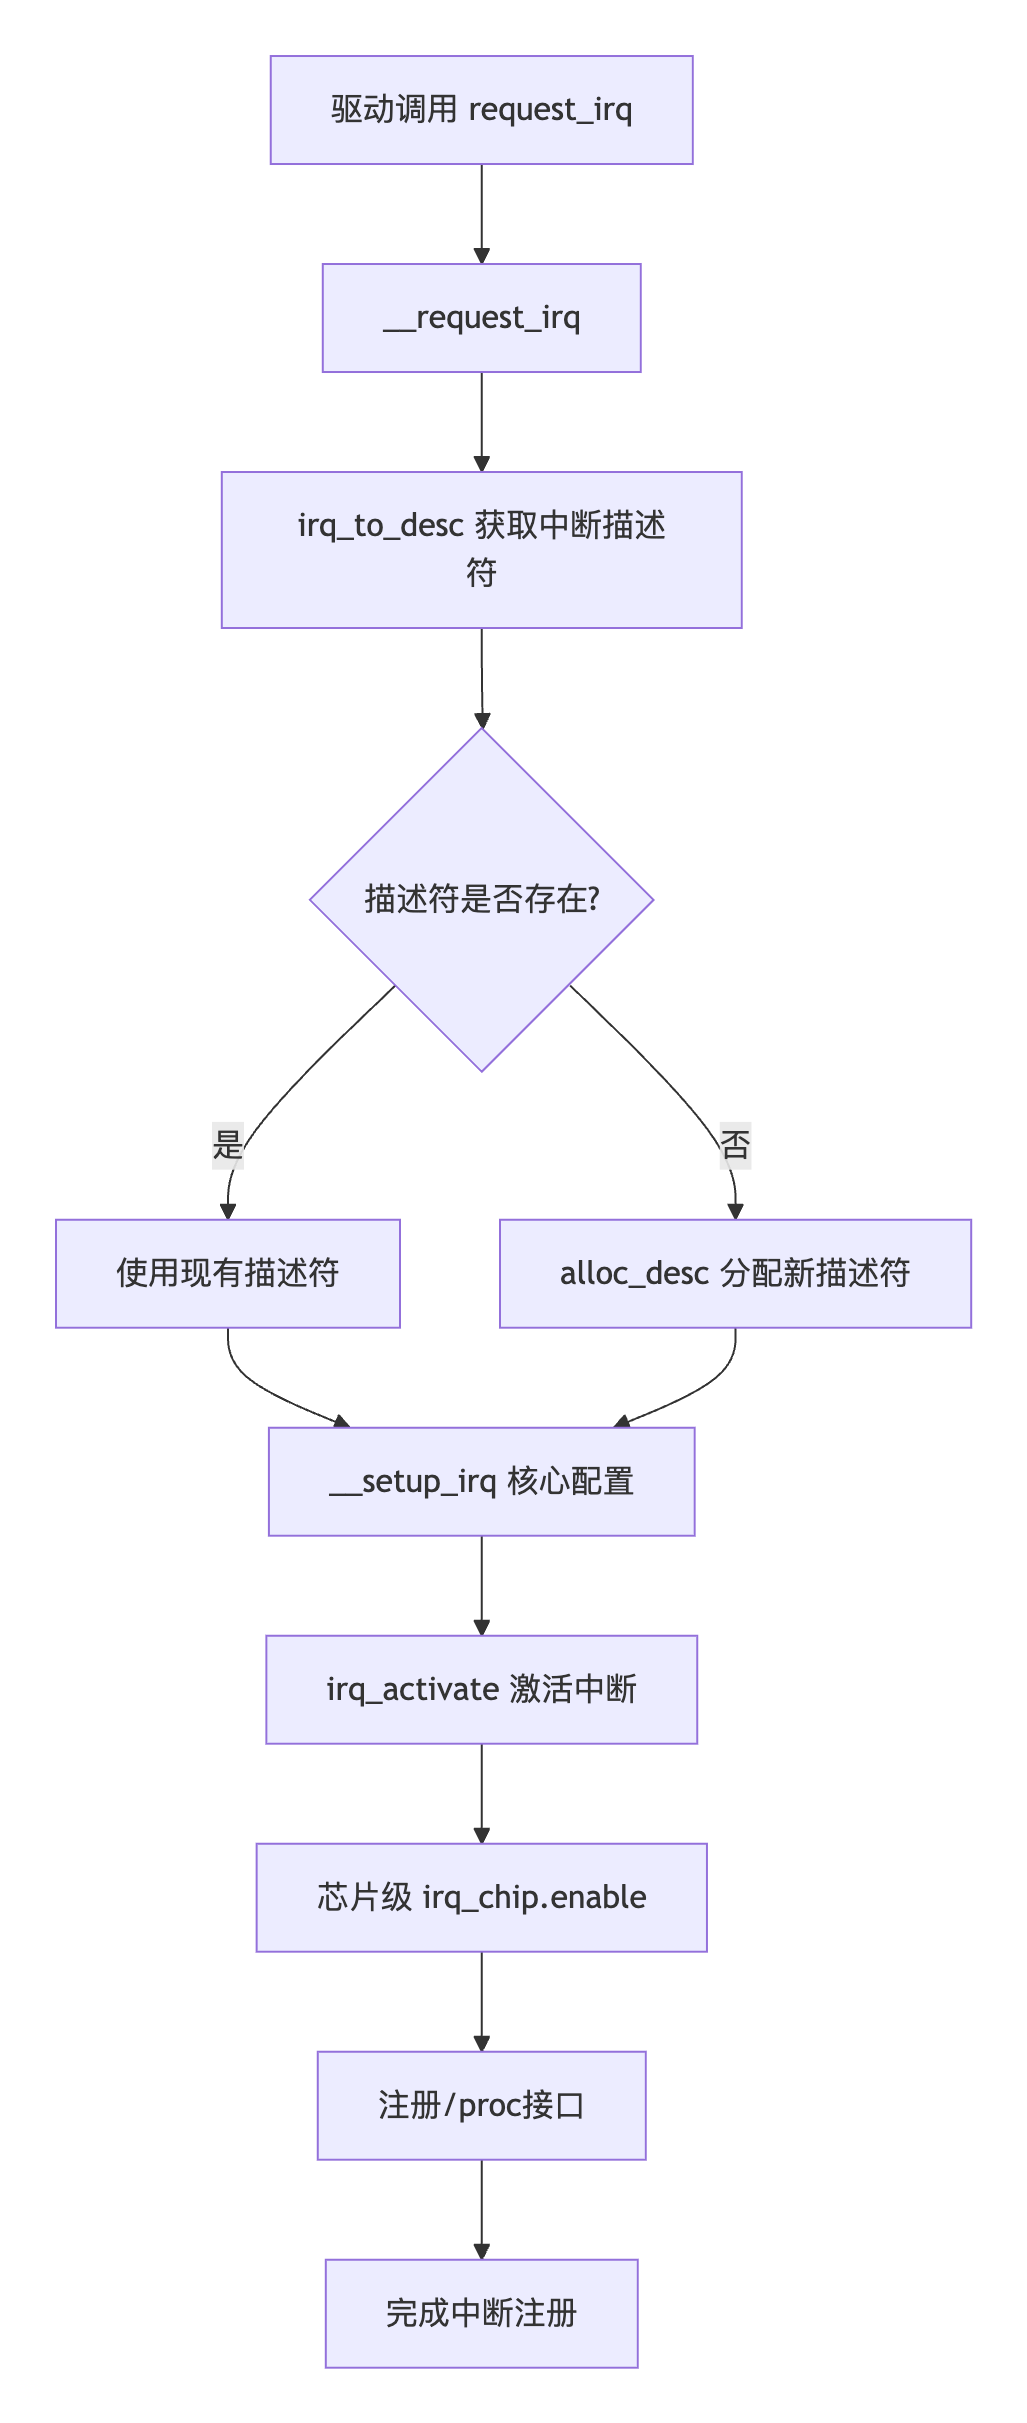 驱动调用 request_irq
__request_irq
irq_to_desc 获取中断描述
符
描述符是否存在?
是
否
使用现有描述符
alloc_desc 分配新描述符
__setup_irq 核心配置
irq_activate 激活中断
芯片级 irq_chip.enable
注册/proc接口
完成中断注册